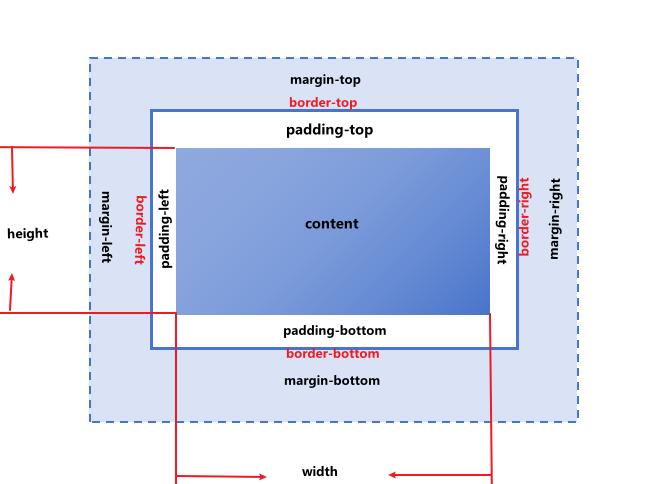 margin-top
border-top
padding-top
height
margin-left
border-left
padding-left
content
padding-right
border-right
margin-right
padding-bottom
border-bottom
margin-bottom
width